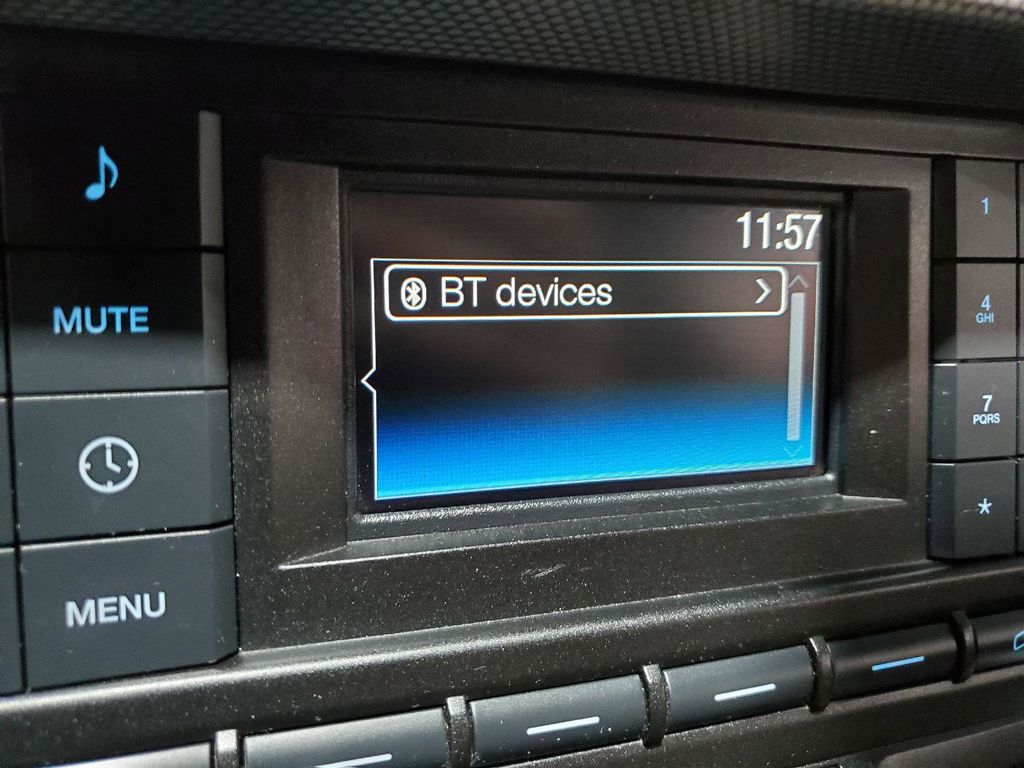 11:57
BT devices
MUTE
MENU
1
4
GHI
7
PQRS
*